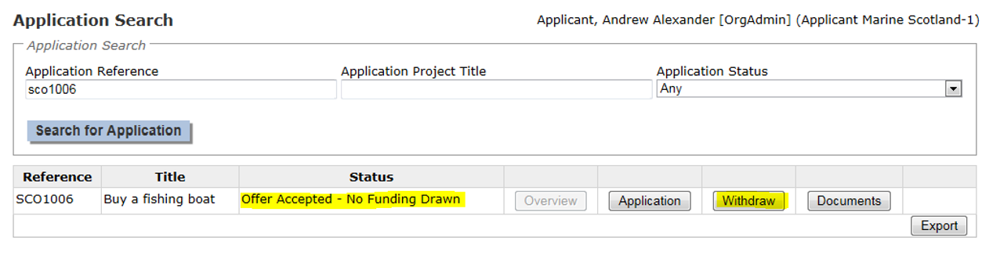 Application Search
Applicant, Andrew Alexander [OrgAdmin] (Applicant Marine Scotland-1)
Application Search
Application Reference Application Project Title Application Status
sco1006 Any
Search for Application
Reference Title Status
SCO1006 Buy a fishing boat Offer Accepted - No Funding Drawn Overview Application Withdraw Documents
Export